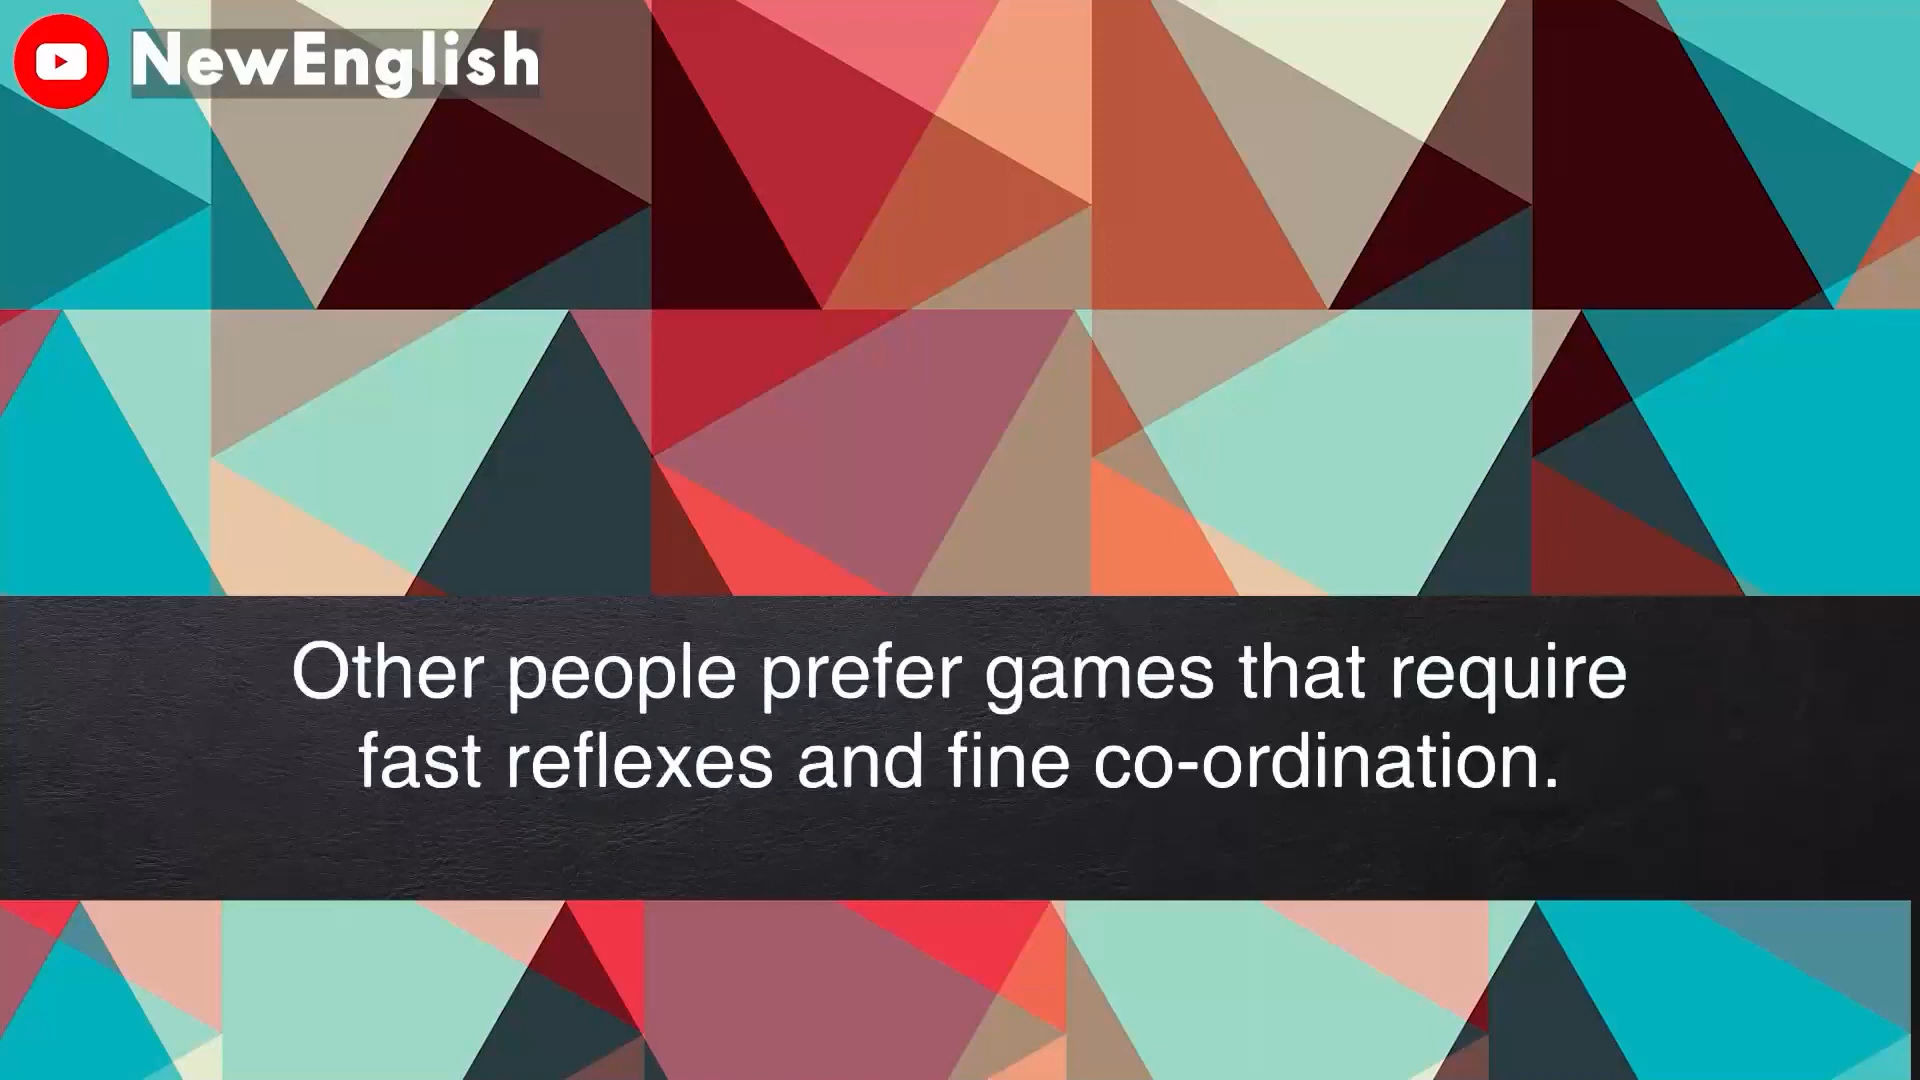 NewEnglish
Other people prefer games that require
fast reflexes and fine co-ordination.